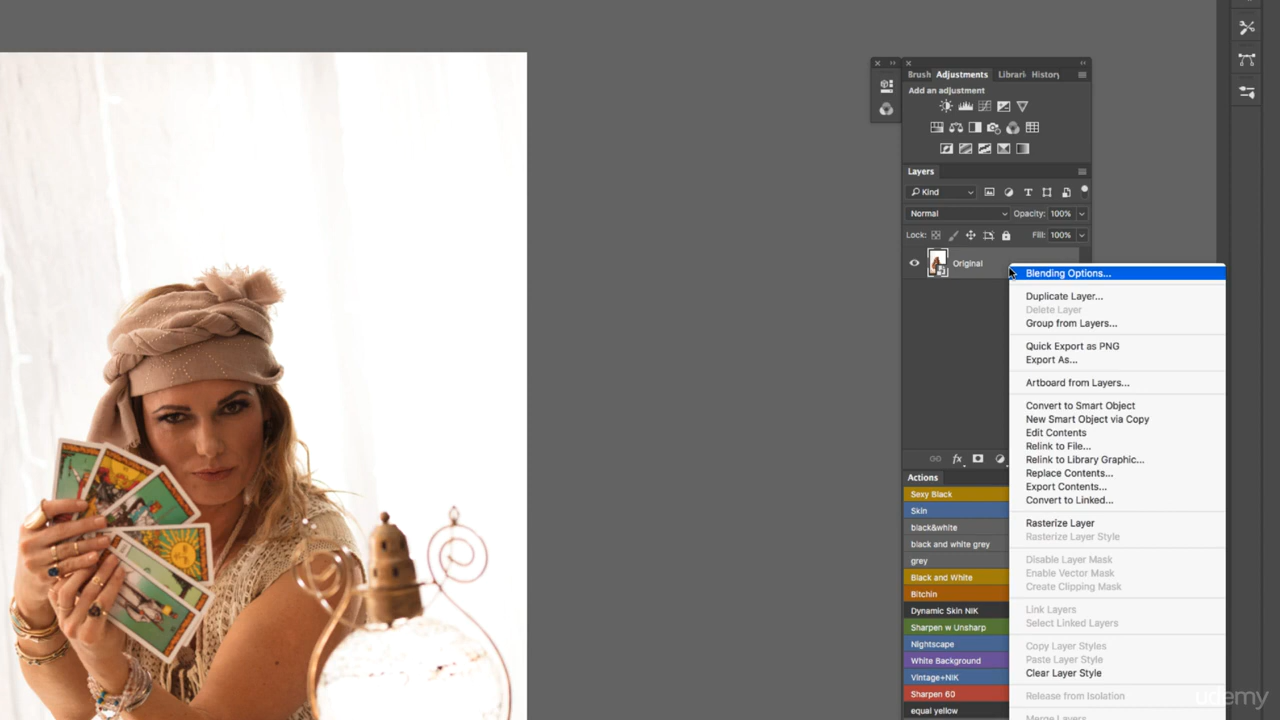 Brush Adjustments Librari History
Add an adjustment
Layers
Kind
Normal Opacity: 100%
Lock: Fill: 100%
Original
Blending Options...
Duplicate Layer...
Delete Layer
Group from Layers...
Quick Export as PNG
Export As...
Artboard from Layers...
Convert to Smart Object
New Smart Object via Copy
Edit Contents
Relink to File...
Relink to Library Graphic...
Replace Contents...
Export Contents...
Convert to Linked...
Rasterize Layer
Rasterize Layer Style
Disable Layer Mask
Enable Vector Mask
Create Clipping Mask
Link Layers
Select Linked Layers
Copy Layer Styles
Paste Layer Style
Clear Layer Style
Release from Isolation
Merge Layers
fx
Actions
Sexy Black
Skin
black&white
black and white grey
grey
Black and White
Bitchin
Dynamic Skin NIK
Sharpen w Unsharp
Nightscape
White Background
Vintage+NIK
Sharpen 60
equal yellow
udemy